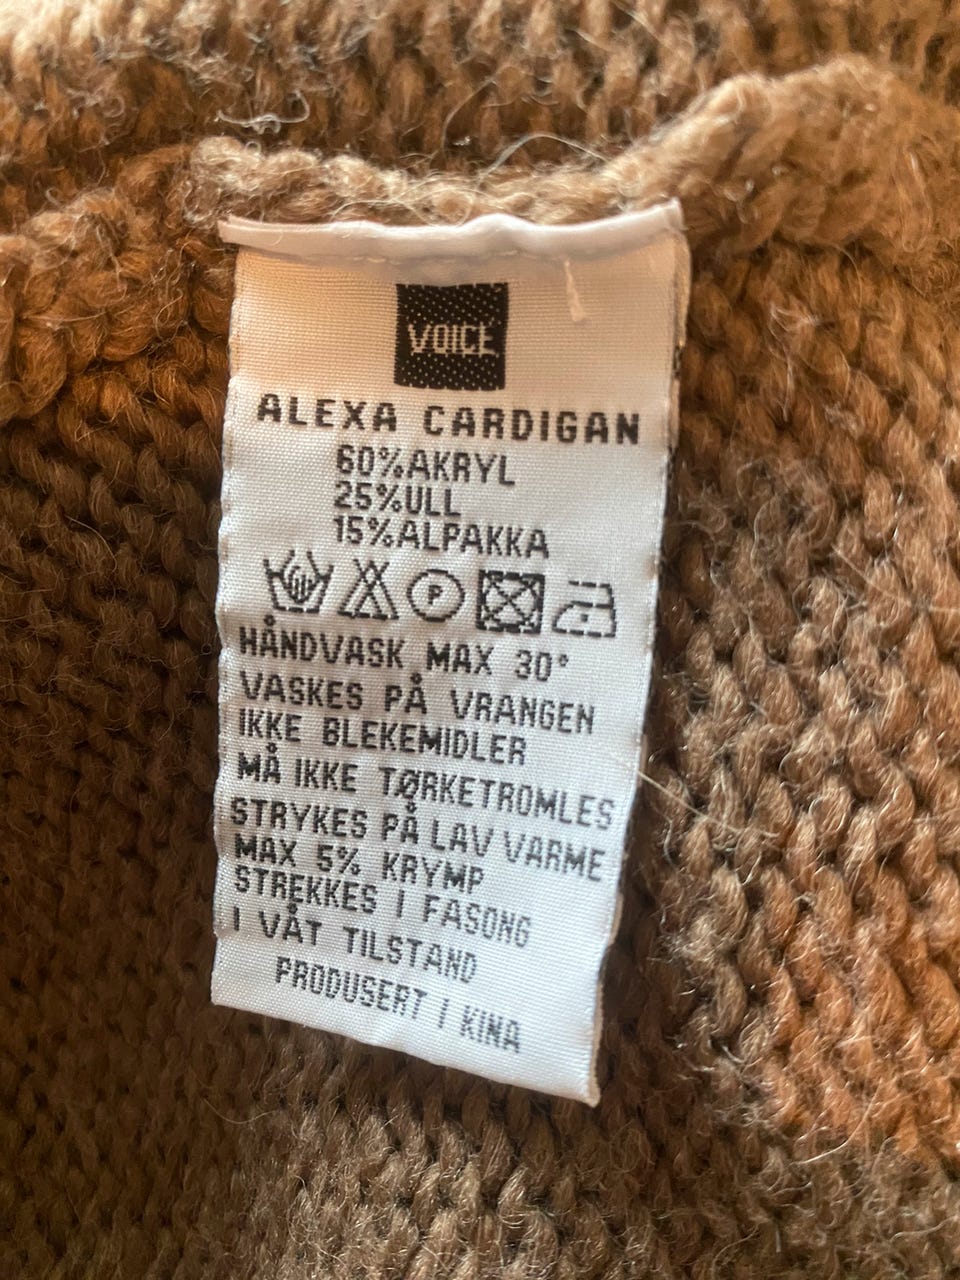 VOICE
ALEXA CARDIGAN
60%AKRYL
25%ULL
15%ALPAKKA
P
HÅNDVASK MAX 30°
VASKES PÅ VRANGEN
IKKE BLEKEMIDLER
MÅ IKKE TØRKETROMLES
STRYKES PÅ LAV VARME
MAX 5% KRYMP
STREKKES I FASONG
I VÅT TILSTAND
PRODUSERT I KINA